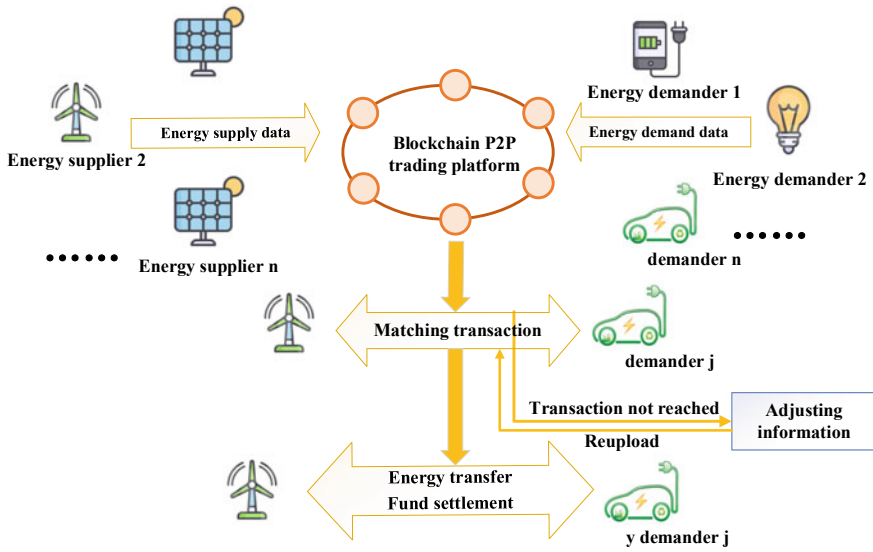 Energy demander 1
Energy supply data
Energy demand data
Blockchain P2P
trading platform
Energy supplier 2
Energy demander 2
demander n
Energy supplier n
Matching transaction
demander j
Transaction not reached
Reupload
Adjusting
information
Energy transfer
Fund settlement
y demander j